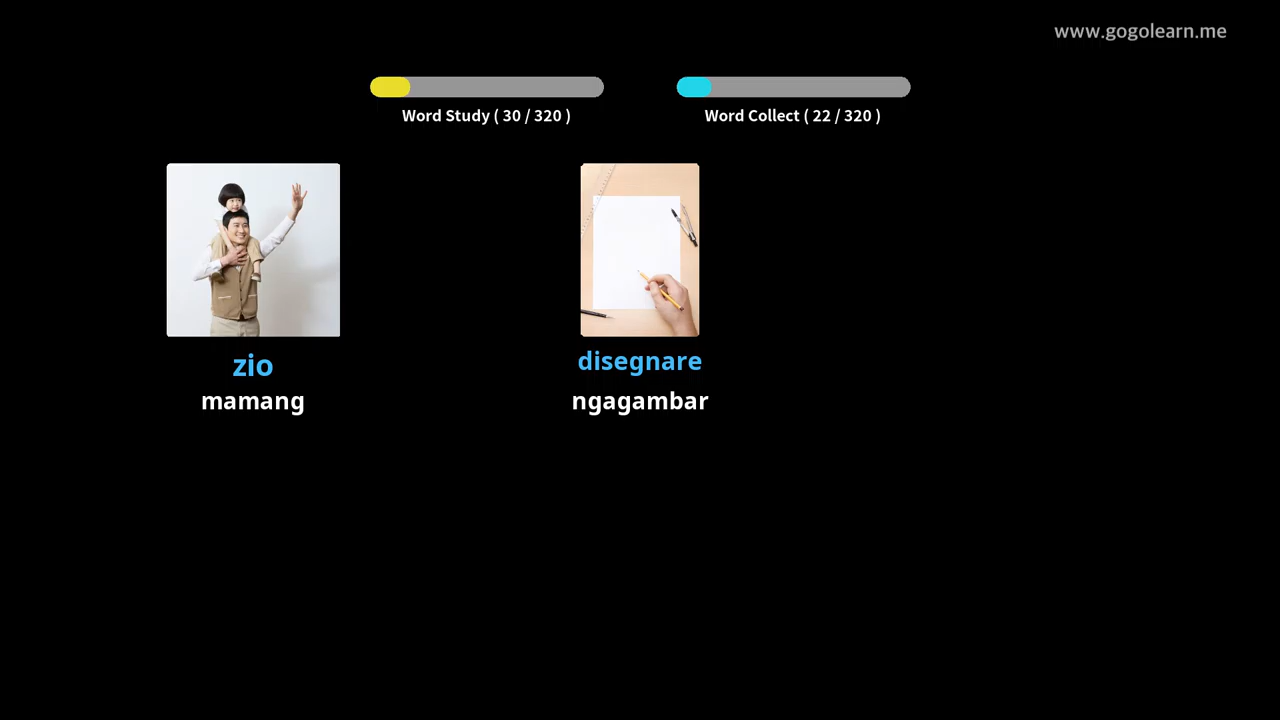 www.gogolearn.me
Word Study ( 30 / 320 )
Word Collect ( 22 / 320 )
zio
mamang
disegnare
ngagambar